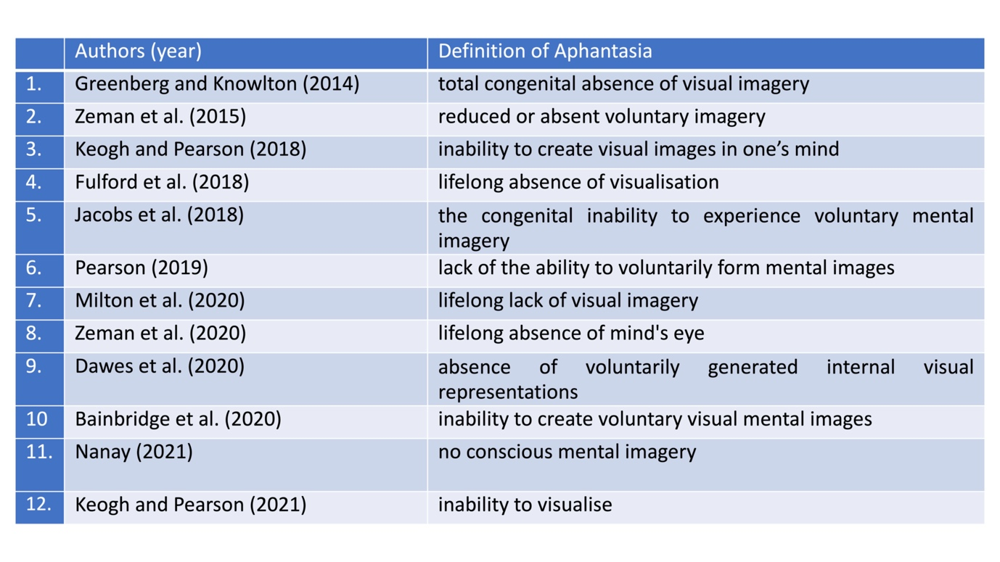 Authors (year) Definition of Aphantasia
1. Greenberg and Knowlton (2014) total congenital absence of visual imagery
2. Zeman et al. (2015) reduced or absent voluntary imagery
3. Keogh and Pearson (2018) inability to create visual images in one’s mind
4. Fulford et al. (2018) lifelong absence of visualisation
5. Jacobs et al. (2018) the congenital inability to experience voluntary mental
imagery
6. Pearson (2019) lack of the ability to voluntarily form mental images
7. Milton et al. (2020) lifelong lack of visual imagery
8. Zeman et al. (2020) lifelong absence of mind's eye
9. Dawes et al. (2020) absence of voluntarily generated internal visual
representations
10 Bainbridge et al. (2020) inability to create voluntary visual mental images
11. Nanay (2021) no conscious mental imagery
12. Keogh and Pearson (2021) inability to visualise